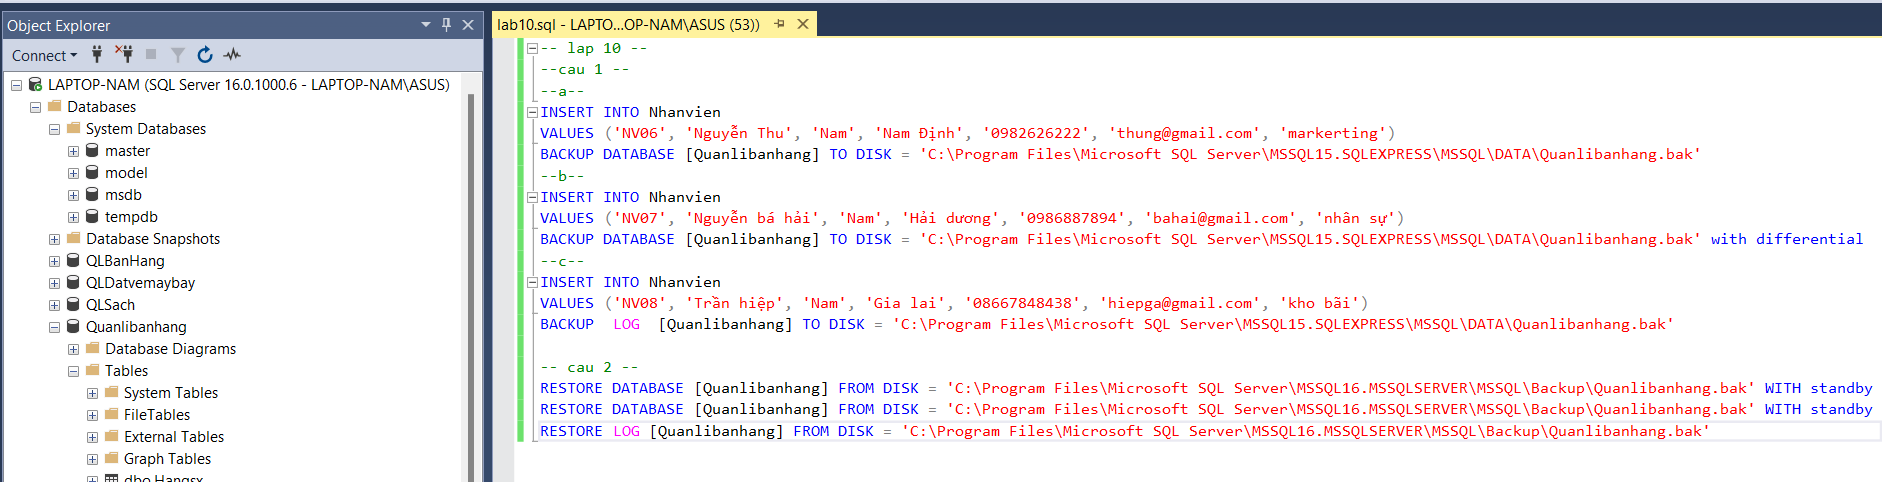 Object Explorer
Connect
LAPTOP-NAM (SQL Server 16.0.1000.6 - LAPTOP-NAM\ASUS)
Databases
System Databases
master
model
msdb
tempdb
Database Snapshots
QLBanHang
QLDatvemaybay
QLSach
Quanlibanhang
Database Diagrams
Tables
System Tables
FileTables
External Tables
Graph Tables
dbo.Hangsx
lab10.sql - LAPTO...OP-NAM\ASUS (53))
-- lap 10 --
--cau 1 --
--a--
INSERT INTO Nhanvien
VALUES ('NV06', 'Nguyễn Thu', 'Nam', 'Nam Định', '0982626222', 'thung@gmail.com', 'markerting')
BACKUP DATABASE [Quanlibanhang] TO DISK = 'C:\Program Files\Microsoft SQL Server\MSSQL15.SQLEXPRESS\MSSQL\DATA\Quanlibanhang.bak'
--b--
INSERT INTO Nhanvien
VALUES ('NV07', 'Nguyễn bá hải', 'Nam', 'Hải dương', '0986887894', 'bahai@gmail.com', 'nhân sự')
BACKUP DATABASE [Quanlibanhang] TO DISK = 'C:\Program Files\Microsoft SQL Server\MSSQL15.SQLEXPRESS\MSSQL\DATA\Quanlibanhang.bak' with differential
--c--
INSERT INTO Nhanvien
VALUES ('NV08', 'Trần hiệp', 'Nam', 'Gia lai', '08667848438', 'hiepga@gmail.com', 'kho bãi')
BACKUP  LOG  [Quanlibanhang] TO DISK = 'C:\Program Files\Microsoft SQL Server\MSSQL15.SQLEXPRESS\MSSQL\DATA\Quanlibanhang.bak'
-- cau 2 --
RESTORE DATABASE [Quanlibanhang] FROM DISK = 'C:\Program Files\Microsoft SQL Server\MSSQL16.MSSQLSERVER\MSSQL\Backup\Quanlibanhang.bak' WITH standby
RESTORE DATABASE [Quanlibanhang] FROM DISK = 'C:\Program Files\Microsoft SQL Server\MSSQL16.MSSQLSERVER\MSSQL\Backup\Quanlibanhang.bak' WITH standby
RESTORE LOG [Quanlibanhang] FROM DISK = 'C:\Program Files\Microsoft SQL Server\MSSQL16.MSSQLSERVER\MSSQL\Backup\Quanlibanhang.bak'